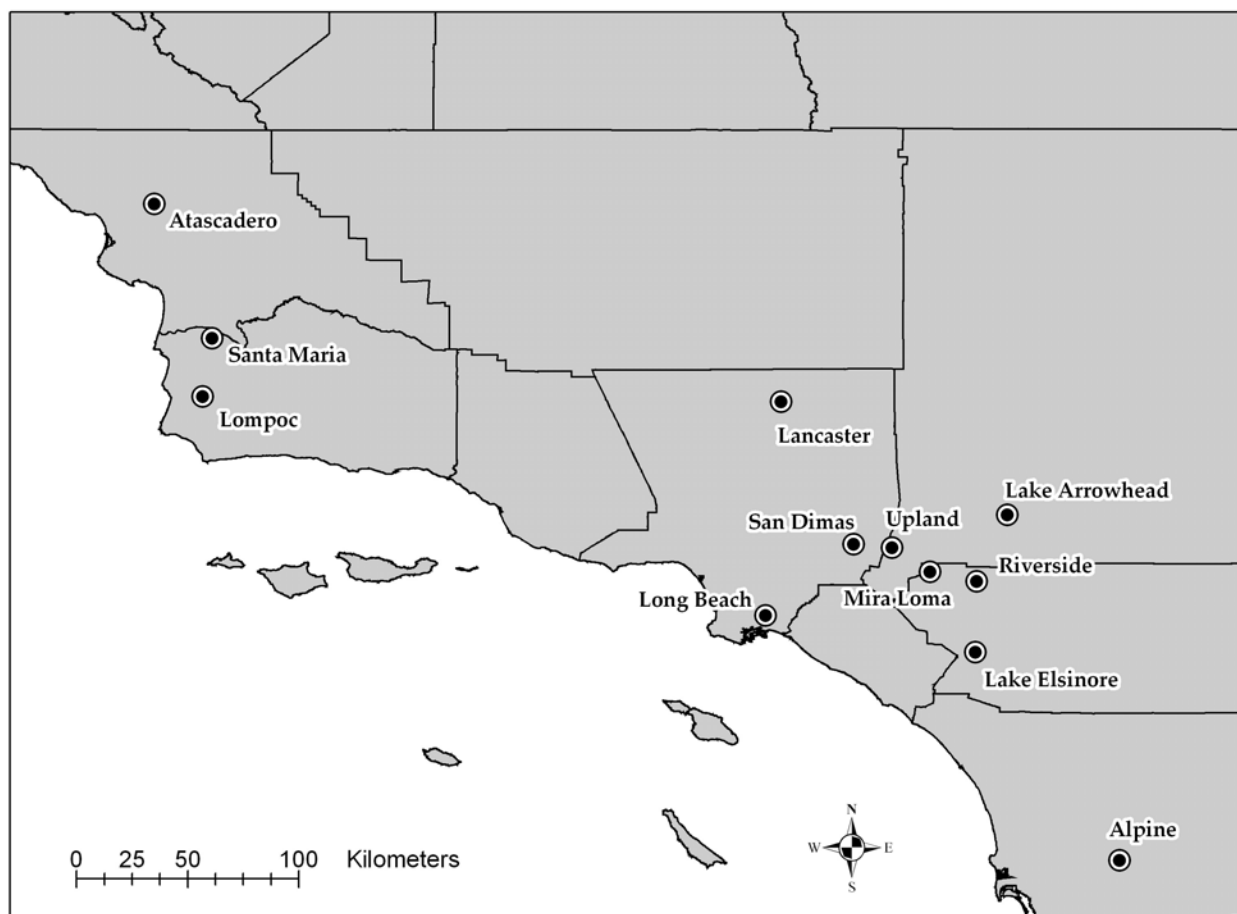 Atascadero
Santa Maria
Lompoc
Lancaster
Lake Arrowhead
San Dimas
Upland
Riverside
Long Beach
Mira Loma
Lake Elsinore
N
W E
S
Alpine
0 25 50 100 Kilometers